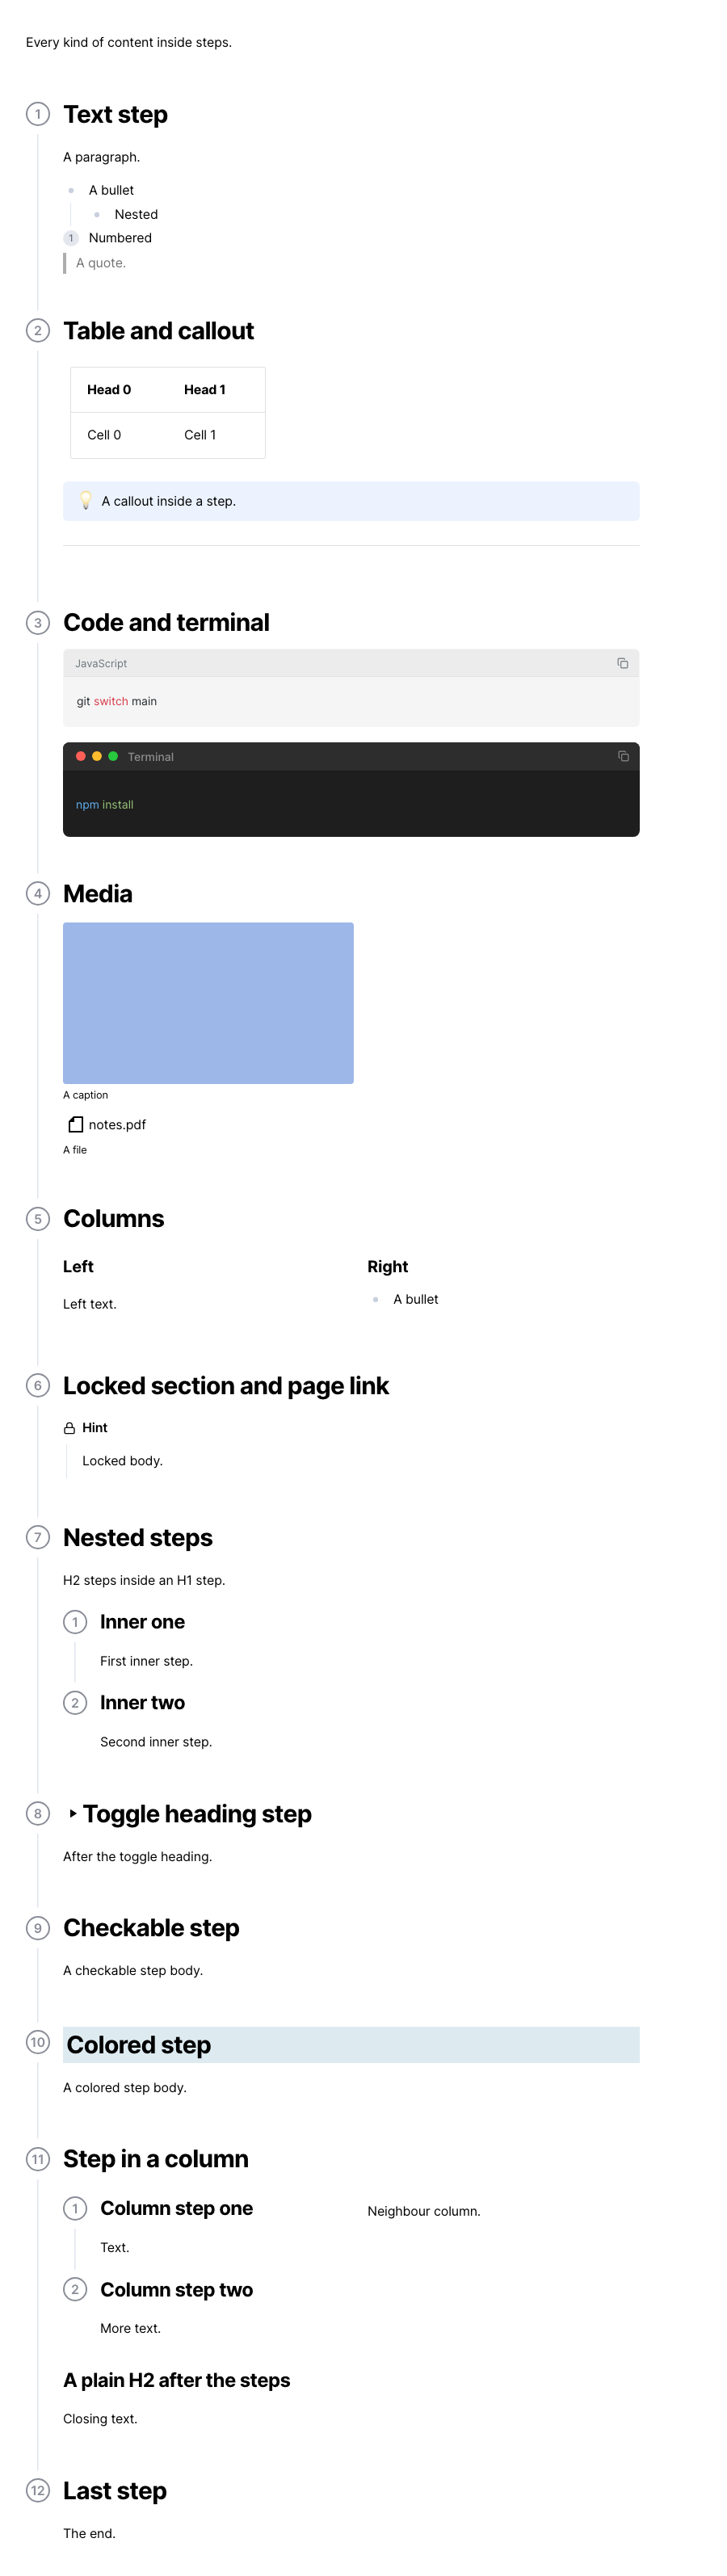 Every kind of content inside steps.
1 Text step
A paragraph.
A bullet
Nested
1 Numbered
A quote.
2 Table and callout
Head 0 Head 1
Cell 0 Cell 1
💡 A callout inside a step.
3 Code and terminal
JavaScript
git switch main
Terminal
npm install
4 Media
A caption
notes.pdf
A file
5 Columns
Left
Left text.
Right
A bullet
6 Locked section and page link
Hint
Locked body.
7 Nested steps
H2 steps inside an H1 step.
1 Inner one
First inner step.
2 Inner two
Second inner step.
8 Toggle heading step
After the toggle heading.
9 Checkable step
A checkable step body.
10 Colored step
A colored step body.
11 Step in a column
1 Column step one
Text.
2 Column step two
More text.
Neighbour column.
A plain H2 after the steps
Closing text.
12 Last step
The end.